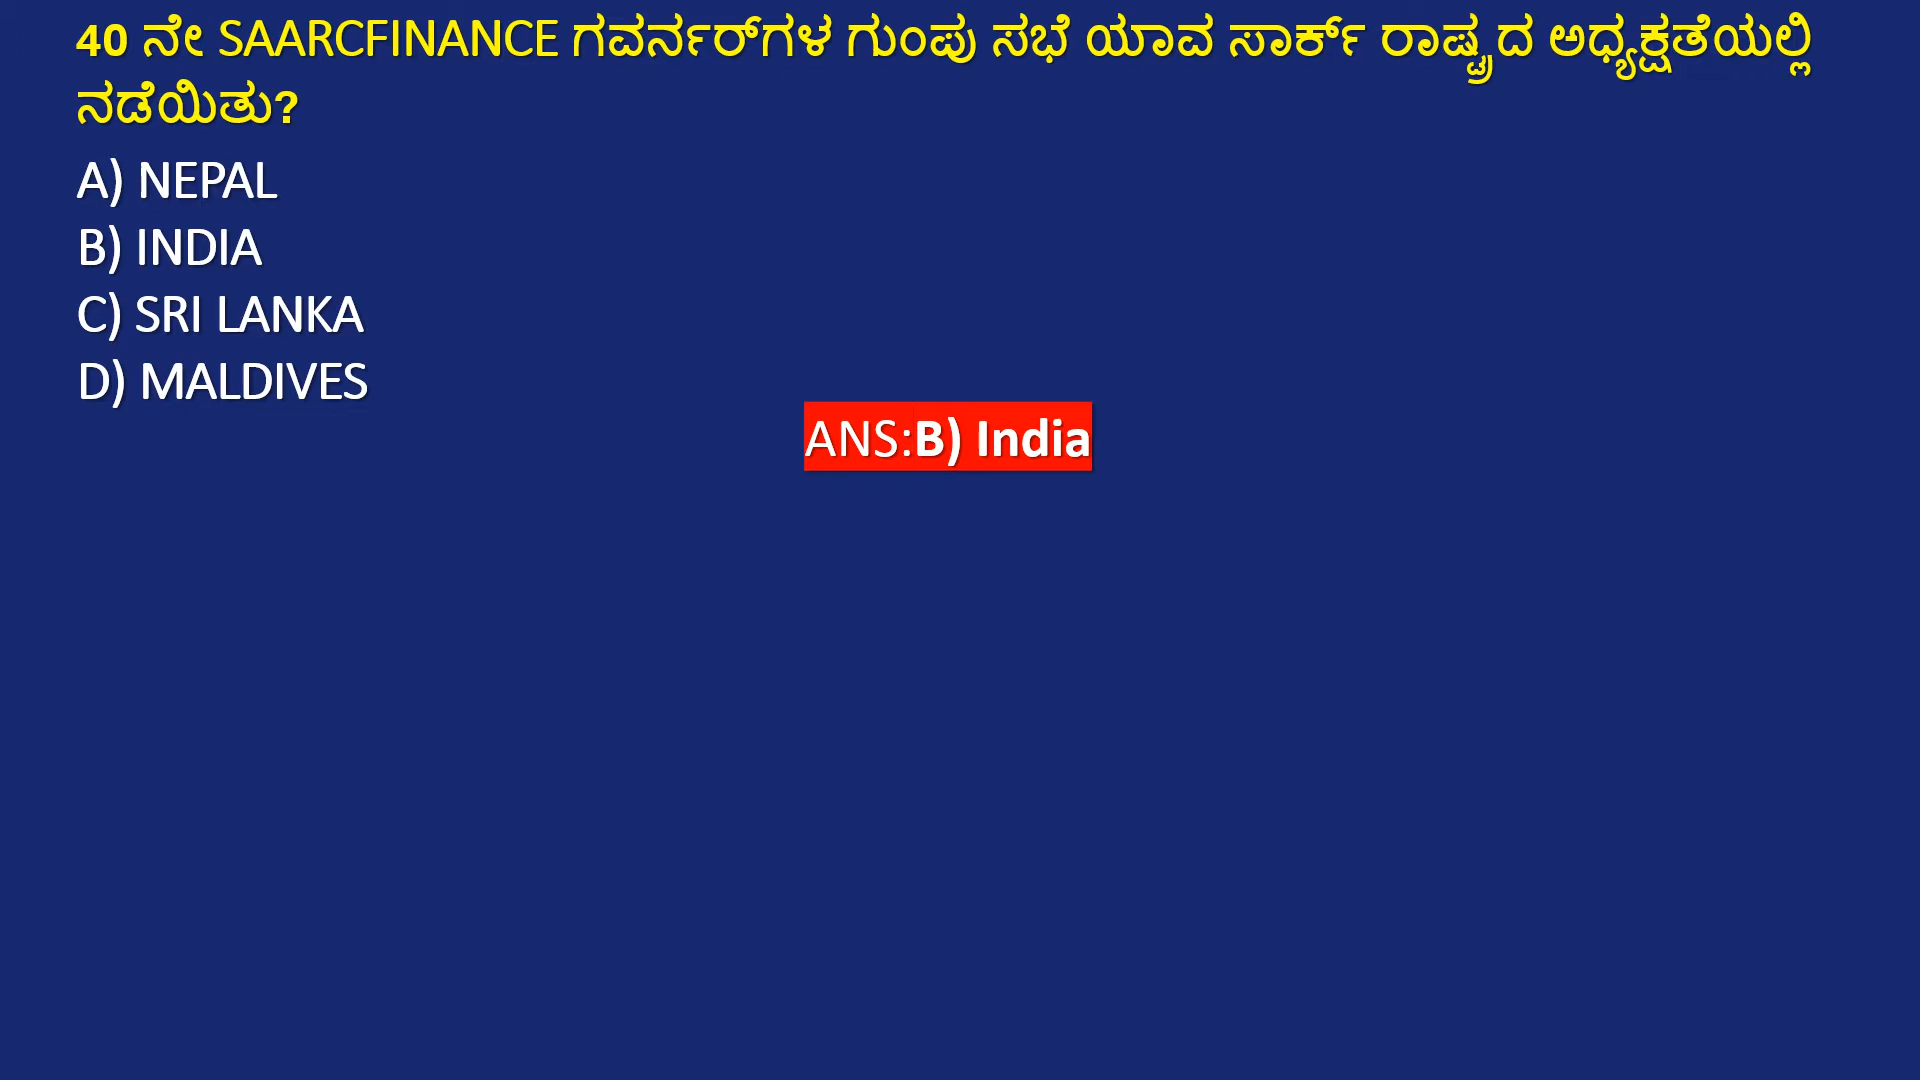 40 ನೇ SAARCFINANCE ಗವರ್ನರ್‌ಗಳ ಗುಂಪು ಸಭೆ ಯಾವ ಸಾರ್ಕ್ ರಾಷ್ಟ್ರದ ಅಧ್ಯಕ್ಷತೆಯಲ್ಲಿ
ನಡೆಯಿತು?
A) NEPAL
B) INDIA
C) SRI LANKA
D) MALDIVES
ANS:B) India